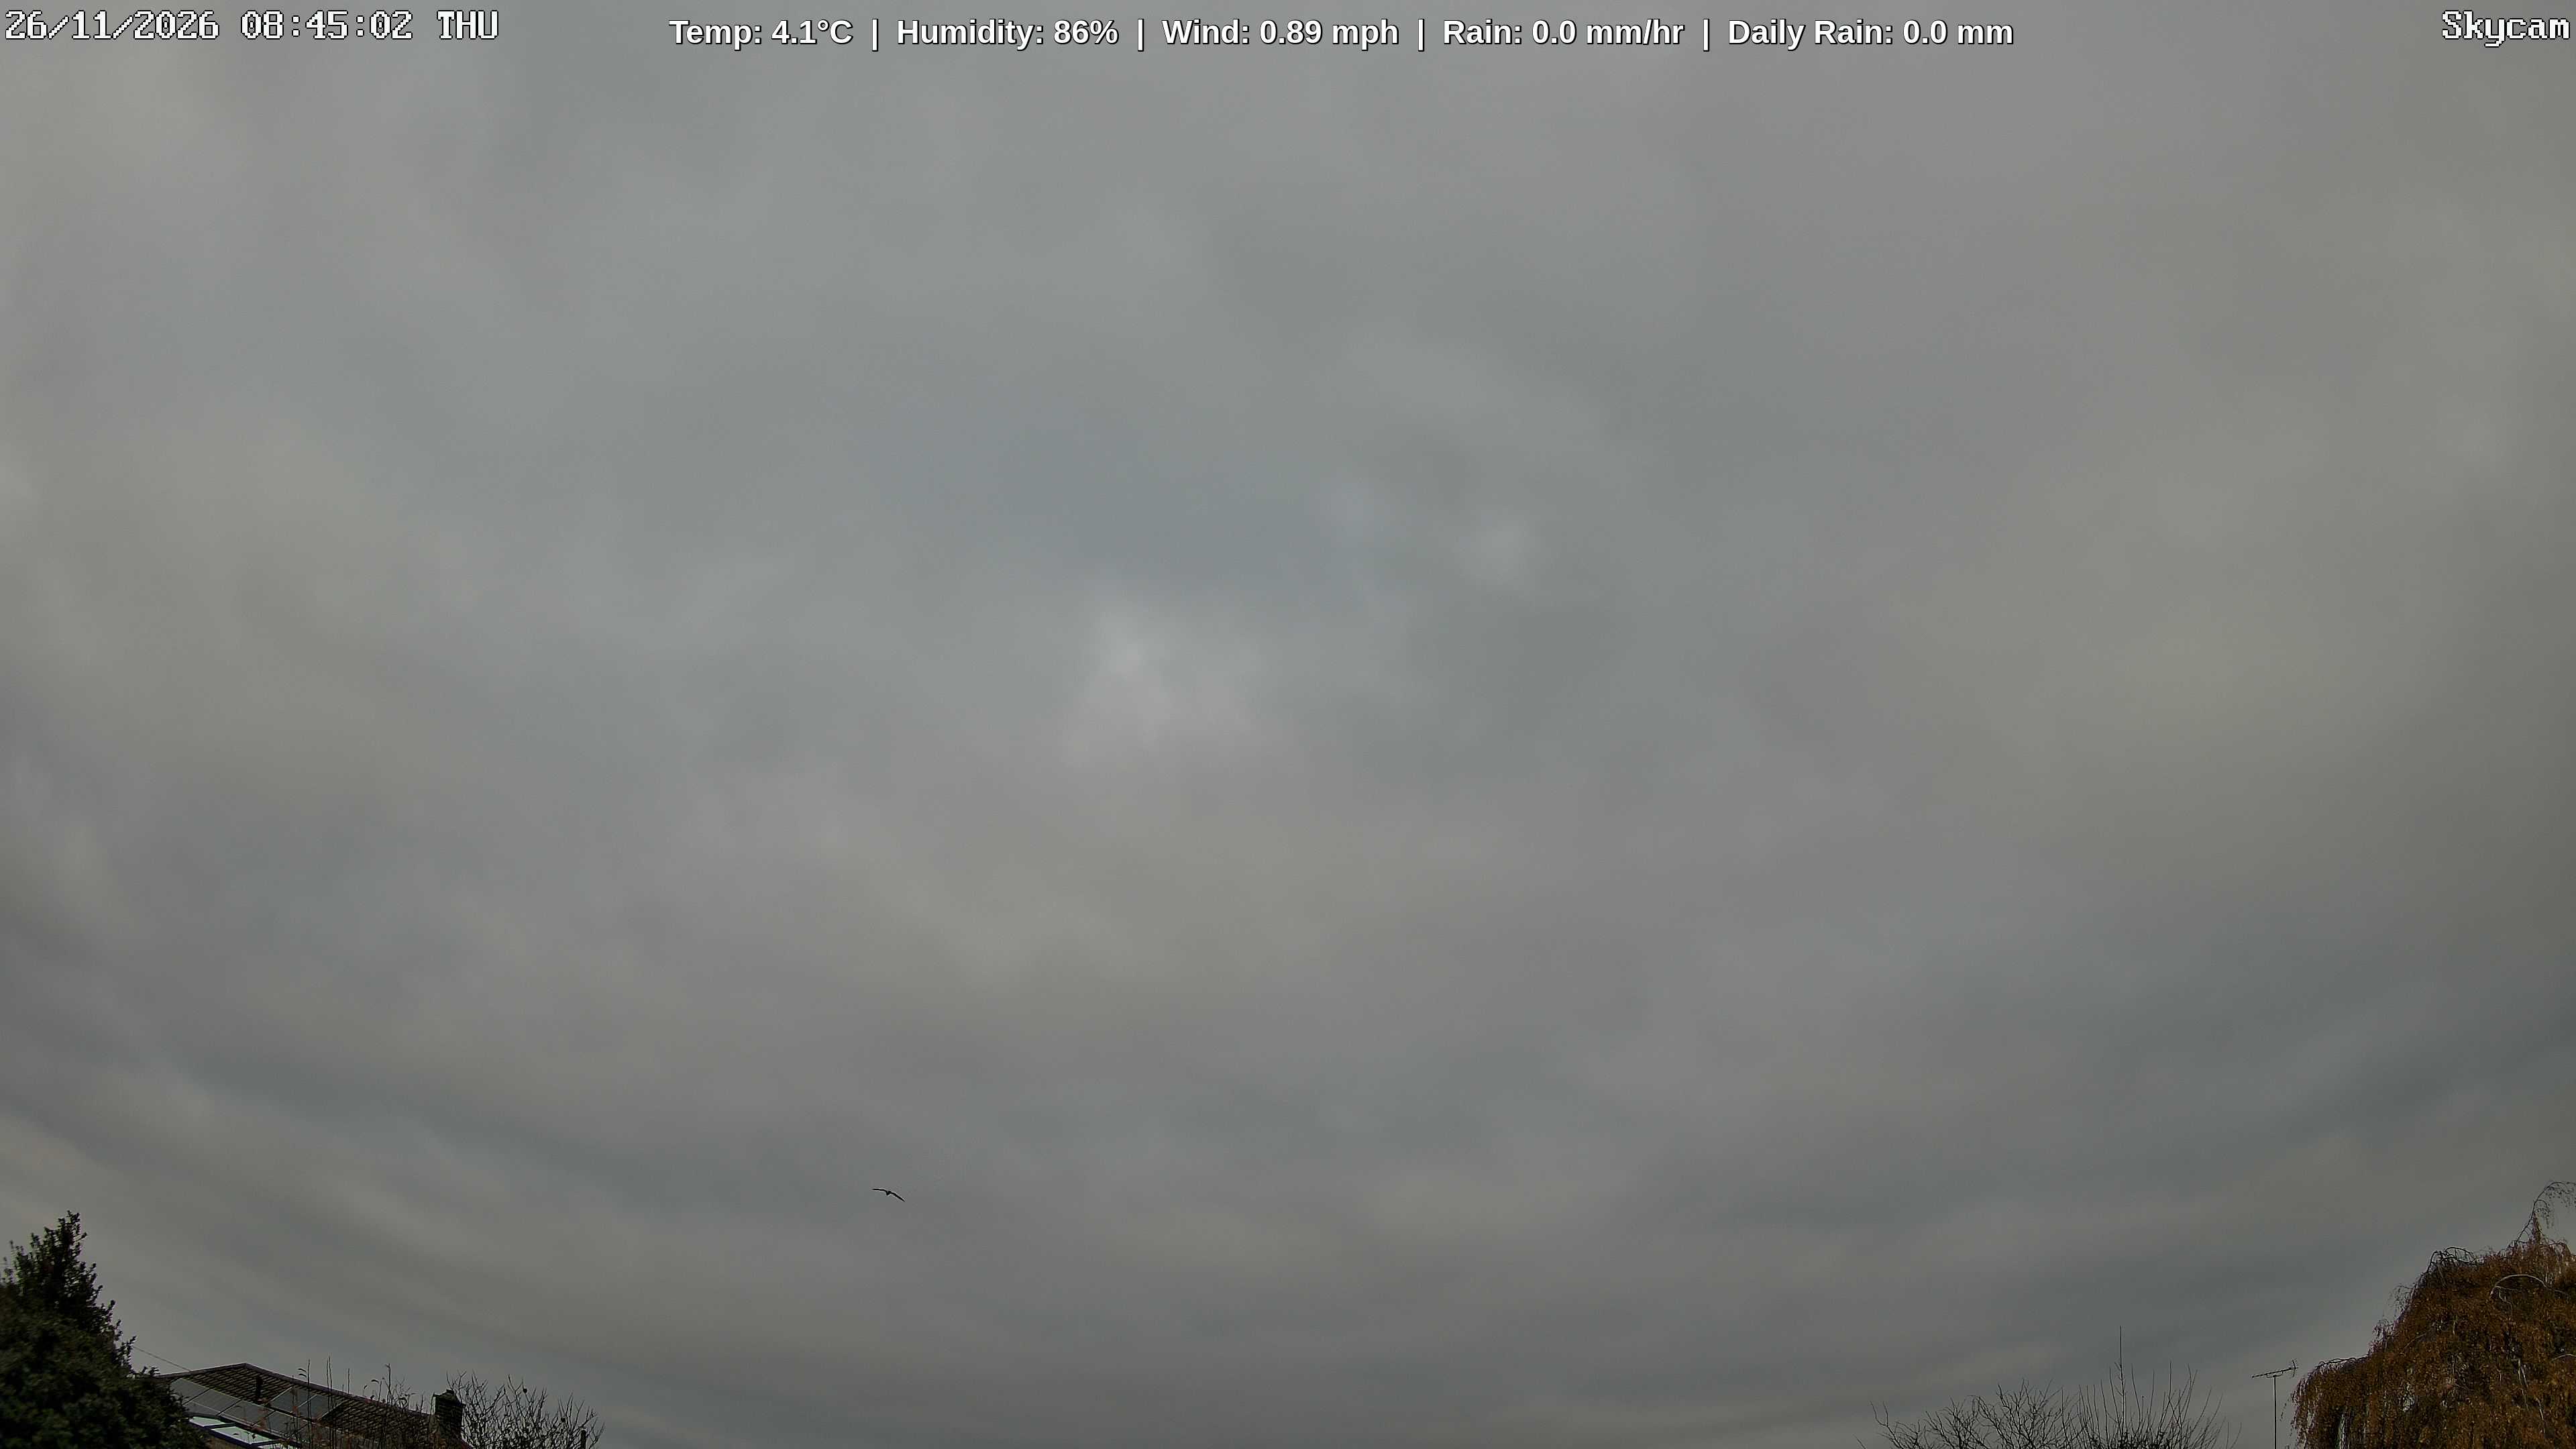 26/11/2026 08:45:02 THU
Temp: 4.1°C | Humidity: 86% | Wind: 0.89 mph | Rain: 0.0 mm/hr | Daily Rain: 0.0 mm
Skycam